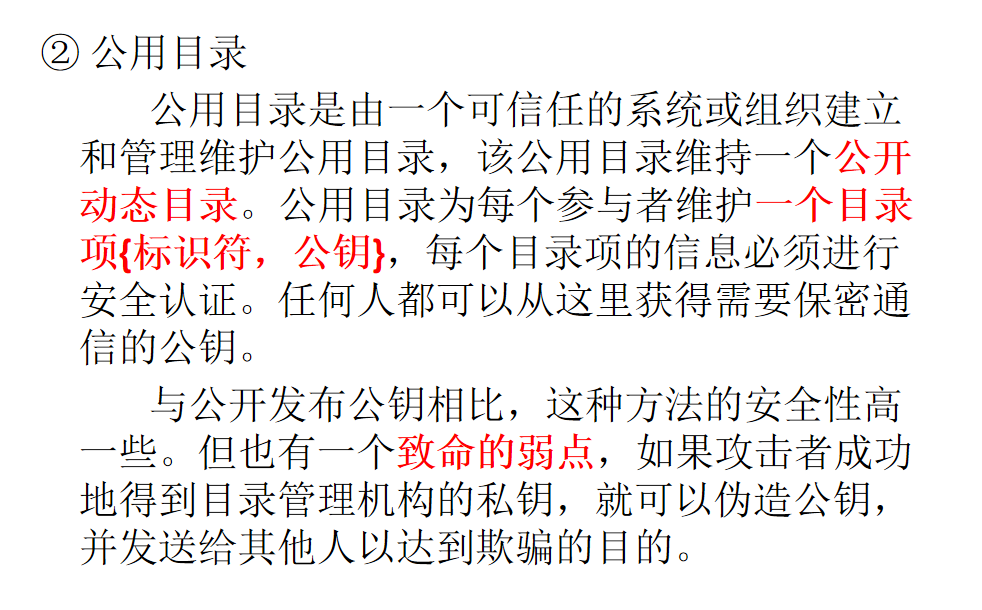 ② 公用目录
公用目录是由一个可信任的系统或组织建立
和管理维护公用目录，该公用目录维持一个公开
动态目录。公用目录为每个参与者维护一个目录
项{标识符，公钥}，每个目录项的信息必须进行
安全认证。任何人都可以从这里获得需要保密通
信的公钥。
与公开发布公钥相比，这种方法的安全性高
一些。但也有一个致命的弱点，如果攻击者成功
地得到目录管理机构的私钥，就可以伪造公钥，
并发送给其他人以达到欺骗的目的。